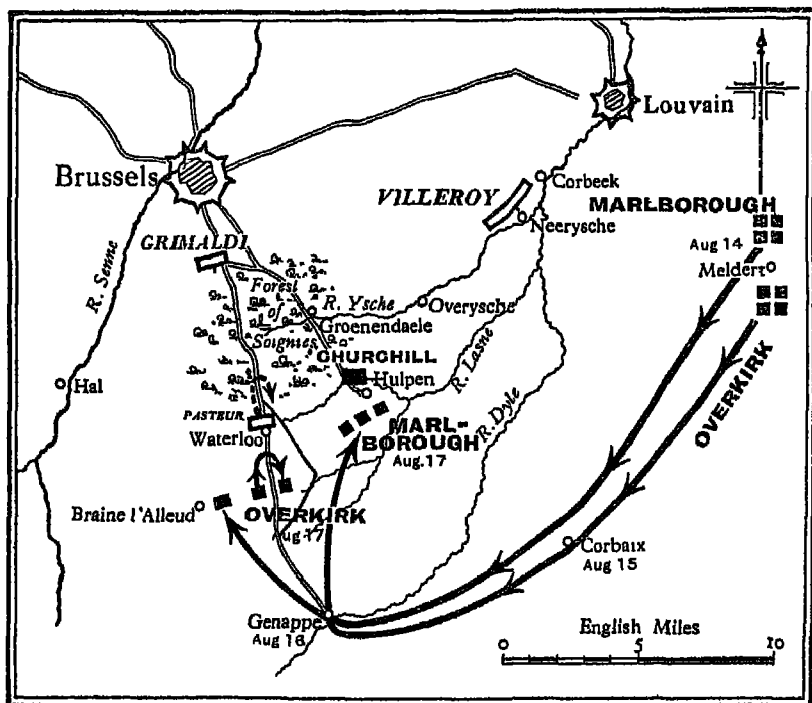 Louvain
Brussels
Corbeek
VILLEROY
MARLBOROUGH
Neerysche
Aug 14
GRIMALDI
Meldert
R. Senne
Forest
of
Soignies
R. Ysche
Overysche
Groenendaele
CHURCHILL
R. Lasne
Hulpen
Hal
OVERKIRK
PASTEUR
MARL-
BOROUGH
Aug.17
R. Dyle
Waterloo
Braine l'Alleud
OVERKIRK
Aug 17
Corbaix
Aug 15
Genappe
Aug 16
English Miles
0 5 10